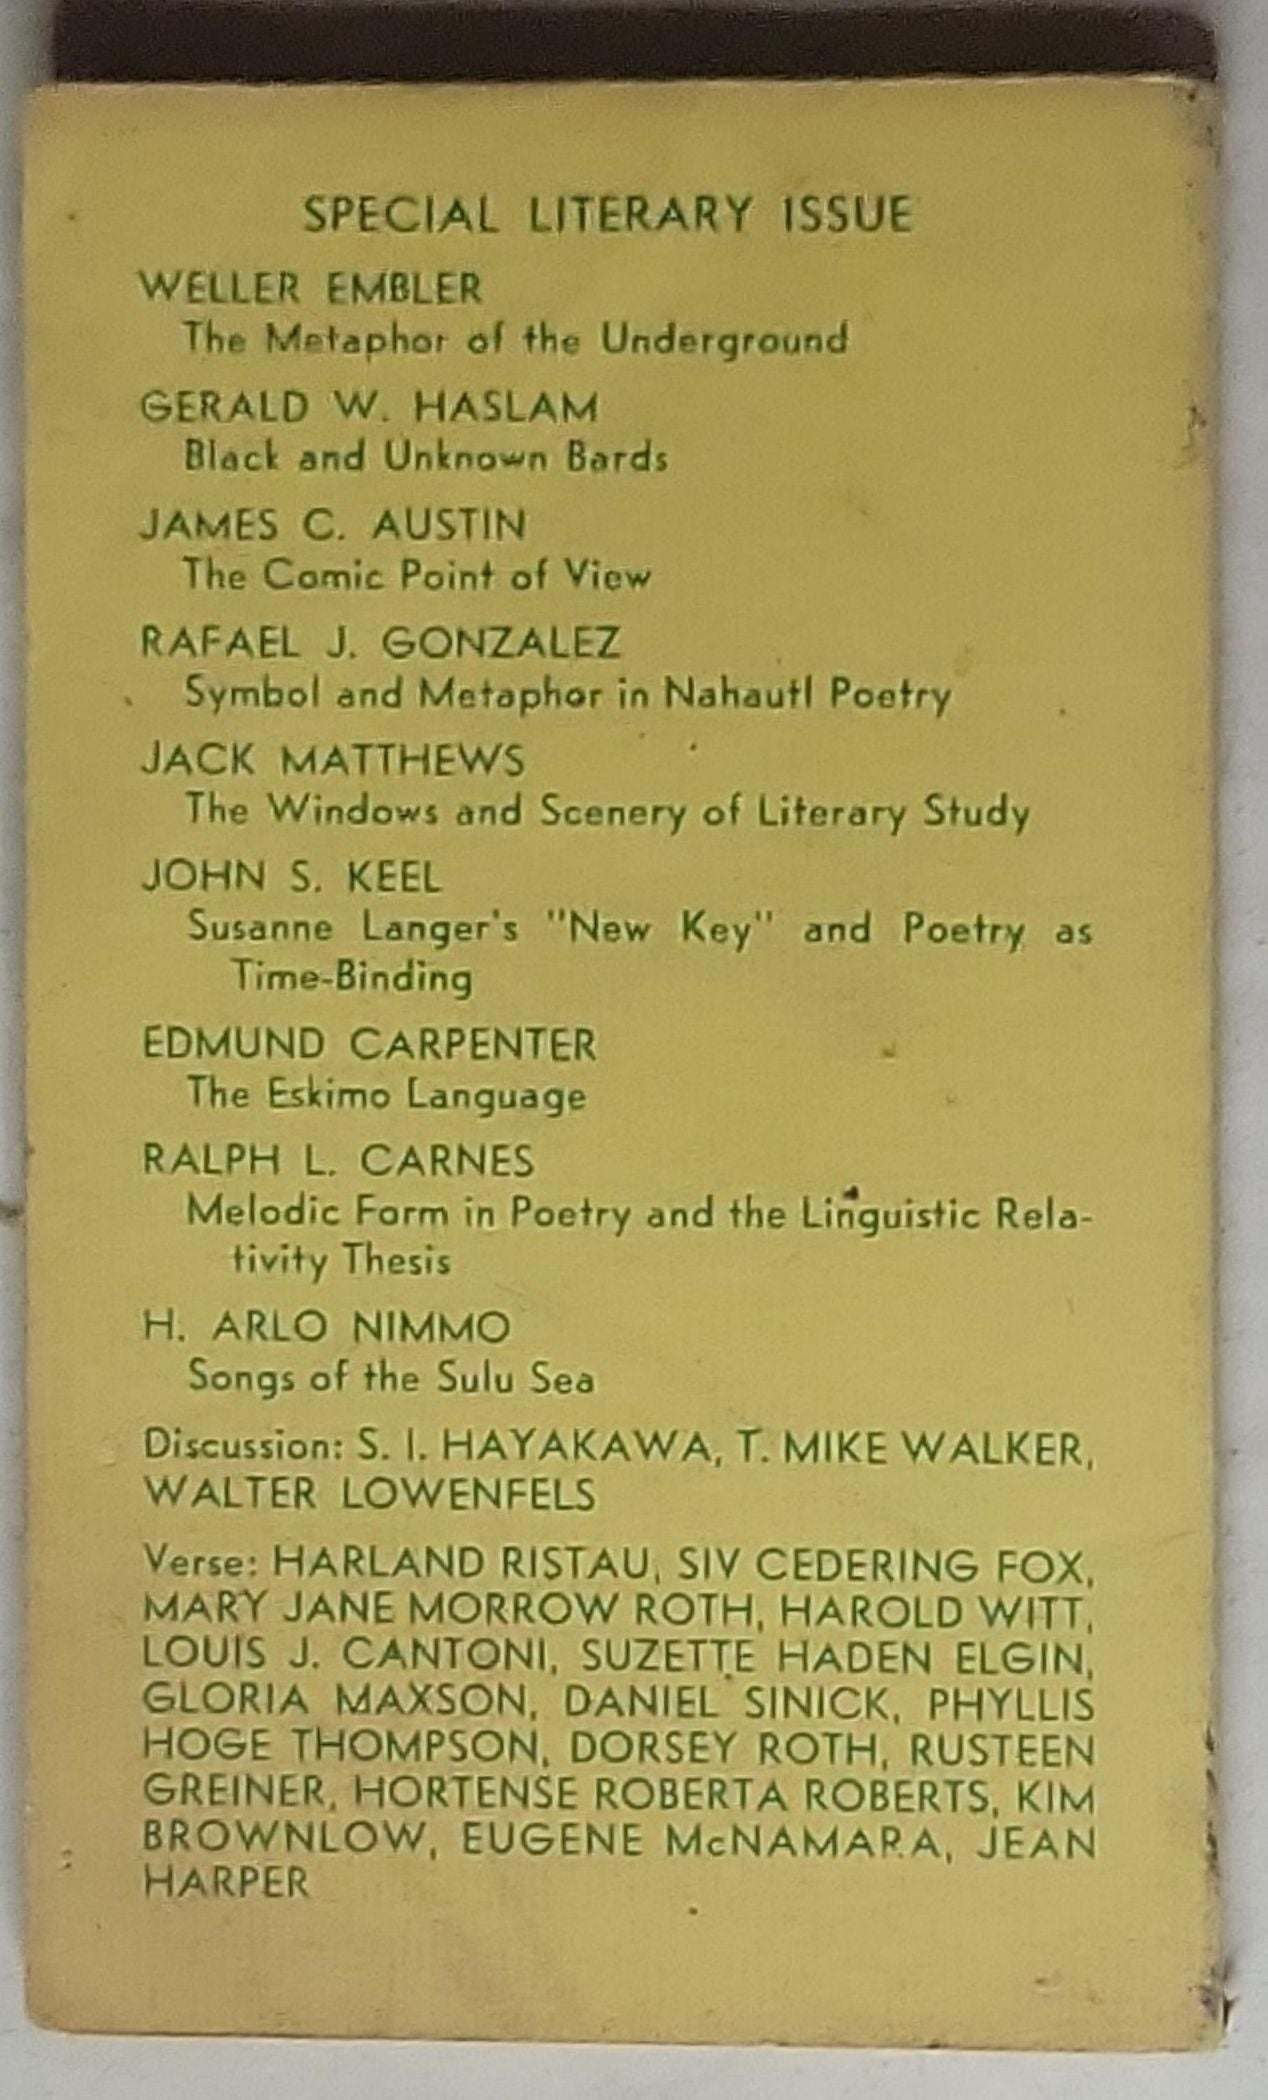 SPECIAL LITERARY ISSUE
WELLER EMBLER
The Metaphor of the Underground
GERALD W. HASLAM
Black and Unknown Bards
JAMES C. AUSTIN
The Comic Point of View
RAFAEL J. GONZALEZ
Symbol and Metaphor in Nahautl Poetry
JACK MATTHEWS
The Windows and Scenery of Literary Study
JOHN S. KEEL
Susanne Langer's "New Key" and Poetry as
Time-Binding
EDMUND CARPENTER
The Eskimo Language
RALPH L. CARNES
Melodic Form in Poetry and the Linguistic Rela-
tivity Thesis
H. ARLO NIMMO
Songs of the Sulu Sea
Discussion: S. I. HAYAKAWA, T. MIKE WALKER,
WALTER LOWENFELS
Verse: HARLAND RISTAU, SIV CEDERING FOX,
MARY JANE MORROW ROTH, HAROLD WITT,
LOUIS J. CANTONI, SUZETTE HADEN ELGIN,
GLORIA MAXSON, DANIEL SINICK, PHYLLIS
HOGE THOMPSON, DORSEY ROTH, RUSTEEN
GREINER, HORTENSE ROBERTA ROBERTS, KIM
BROWNLOW, EUGENE McNAMARA, JEAN
HARPER